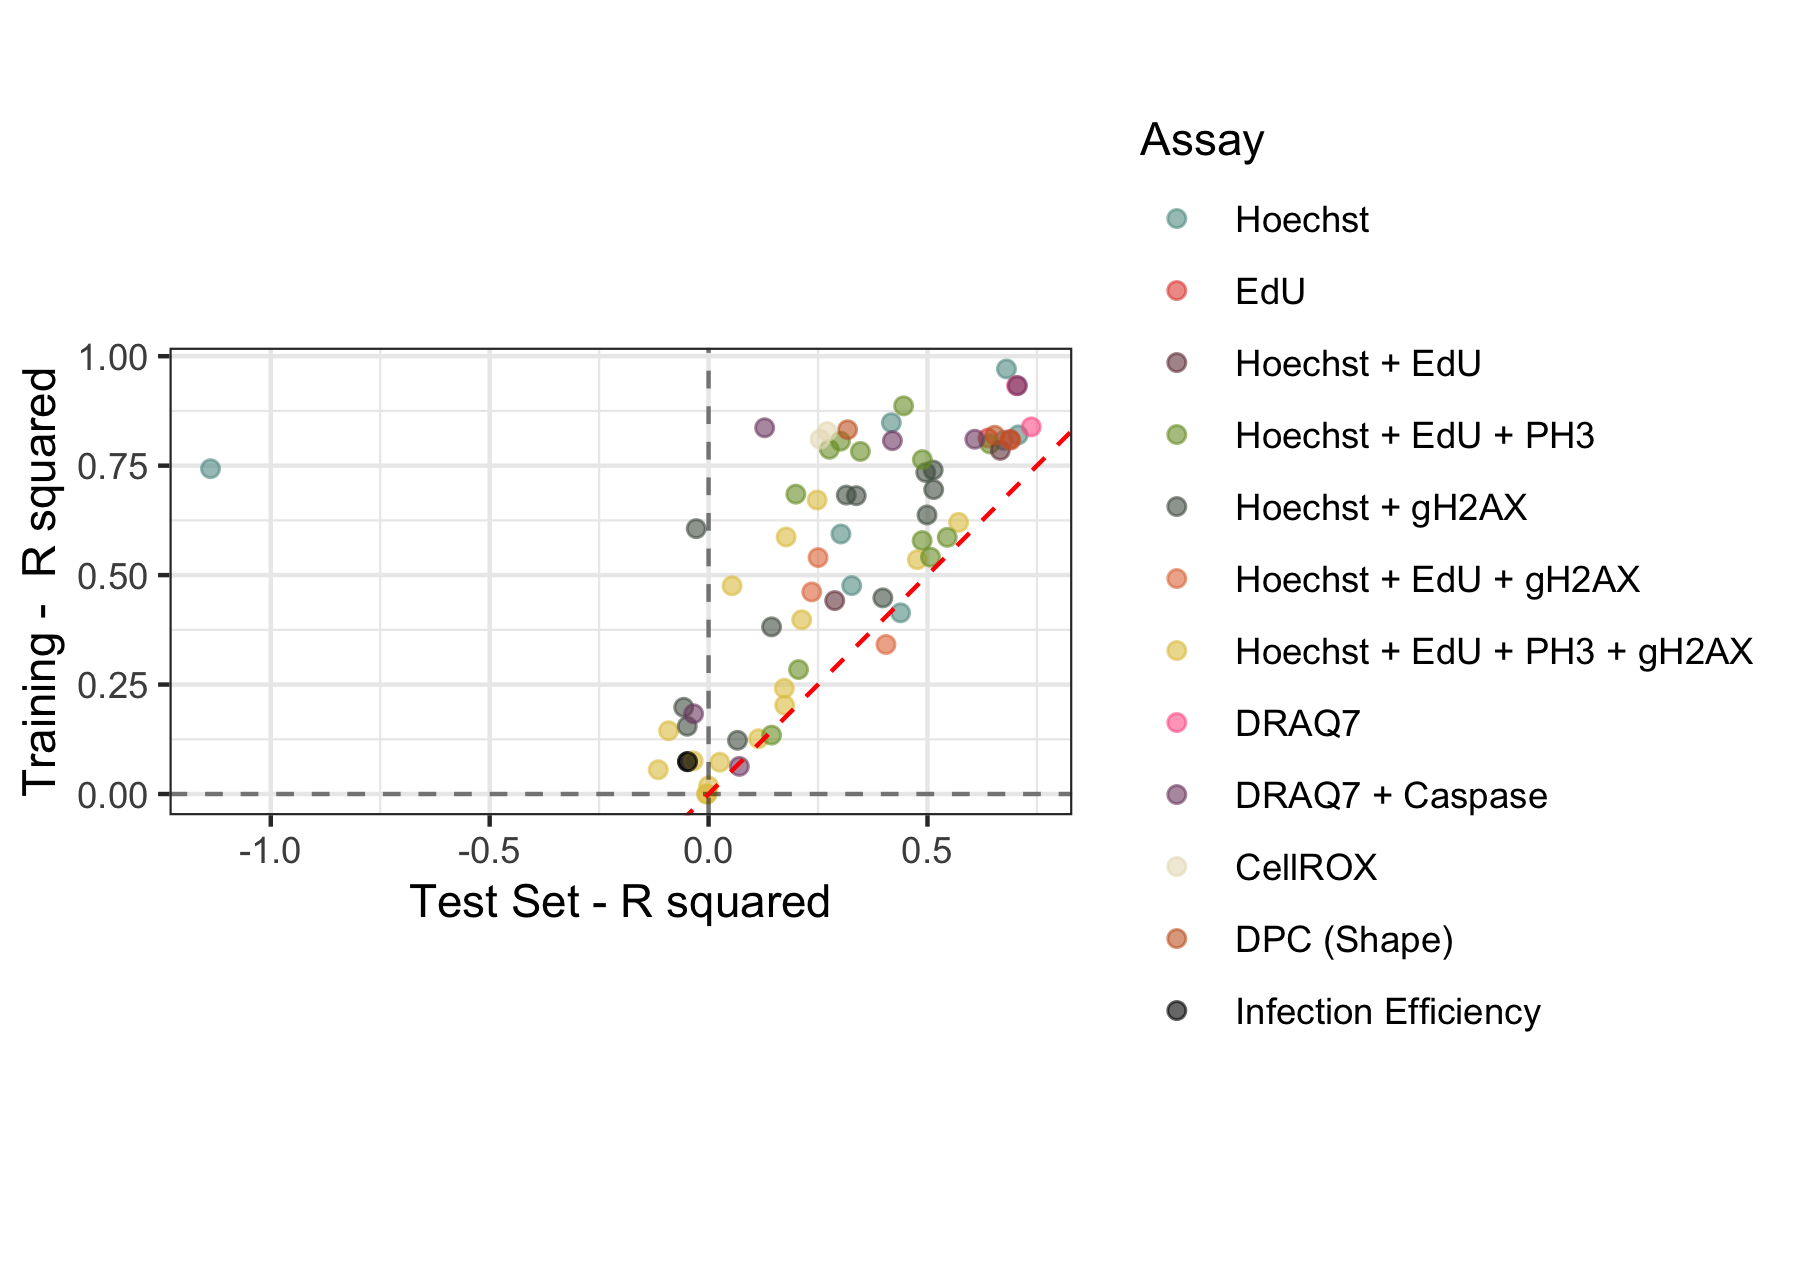 Training - R squared
1.00
0.75
0.50
0.25
0.00
-1.0
-0.5
0.0
0.5
Test Set - R squared
Assay
Hoechst
EdU
Hoechst + EdU
Hoechst + EdU + PH3
Hoechst + gH2AX
Hoechst + EdU + gH2AX
Hoechst + EdU + PH3 + gH2AX
DRAQ7
DRAQ7 + Caspase
CellROX
DPC (Shape)
Infection Efficiency